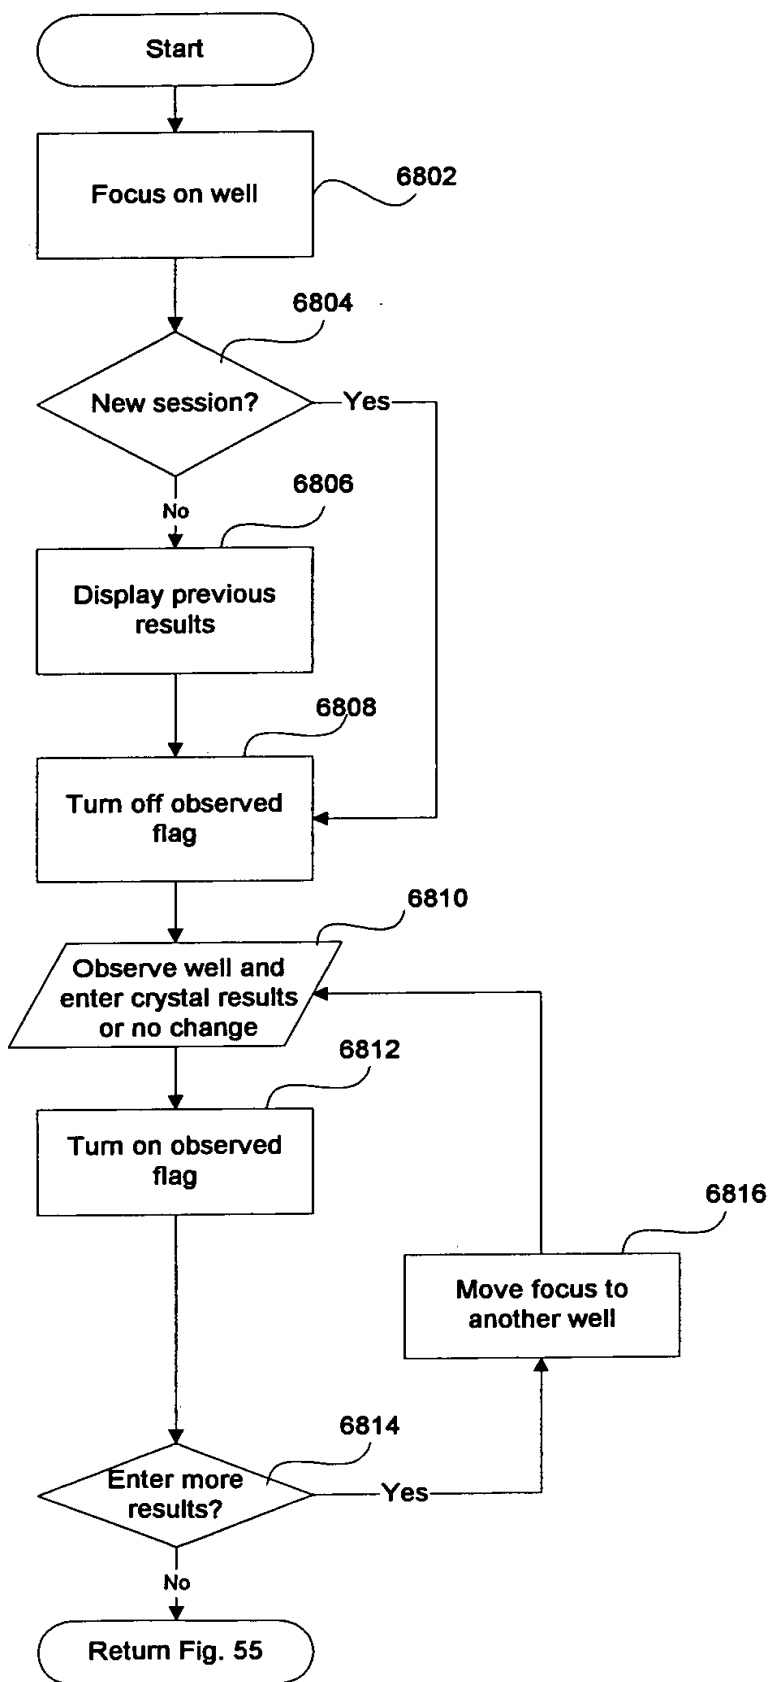 Start
Focus on well
6802
6804
New session?
Yes
No
6806
Display previous
results
6808
Turn off observed
flag
6810
Observe well and
enter crystal results
or no change
6812
Turn on observed
flag
6816
Move focus to
another well
6814
Enter more
results?
Yes
No
Return Fig. 55